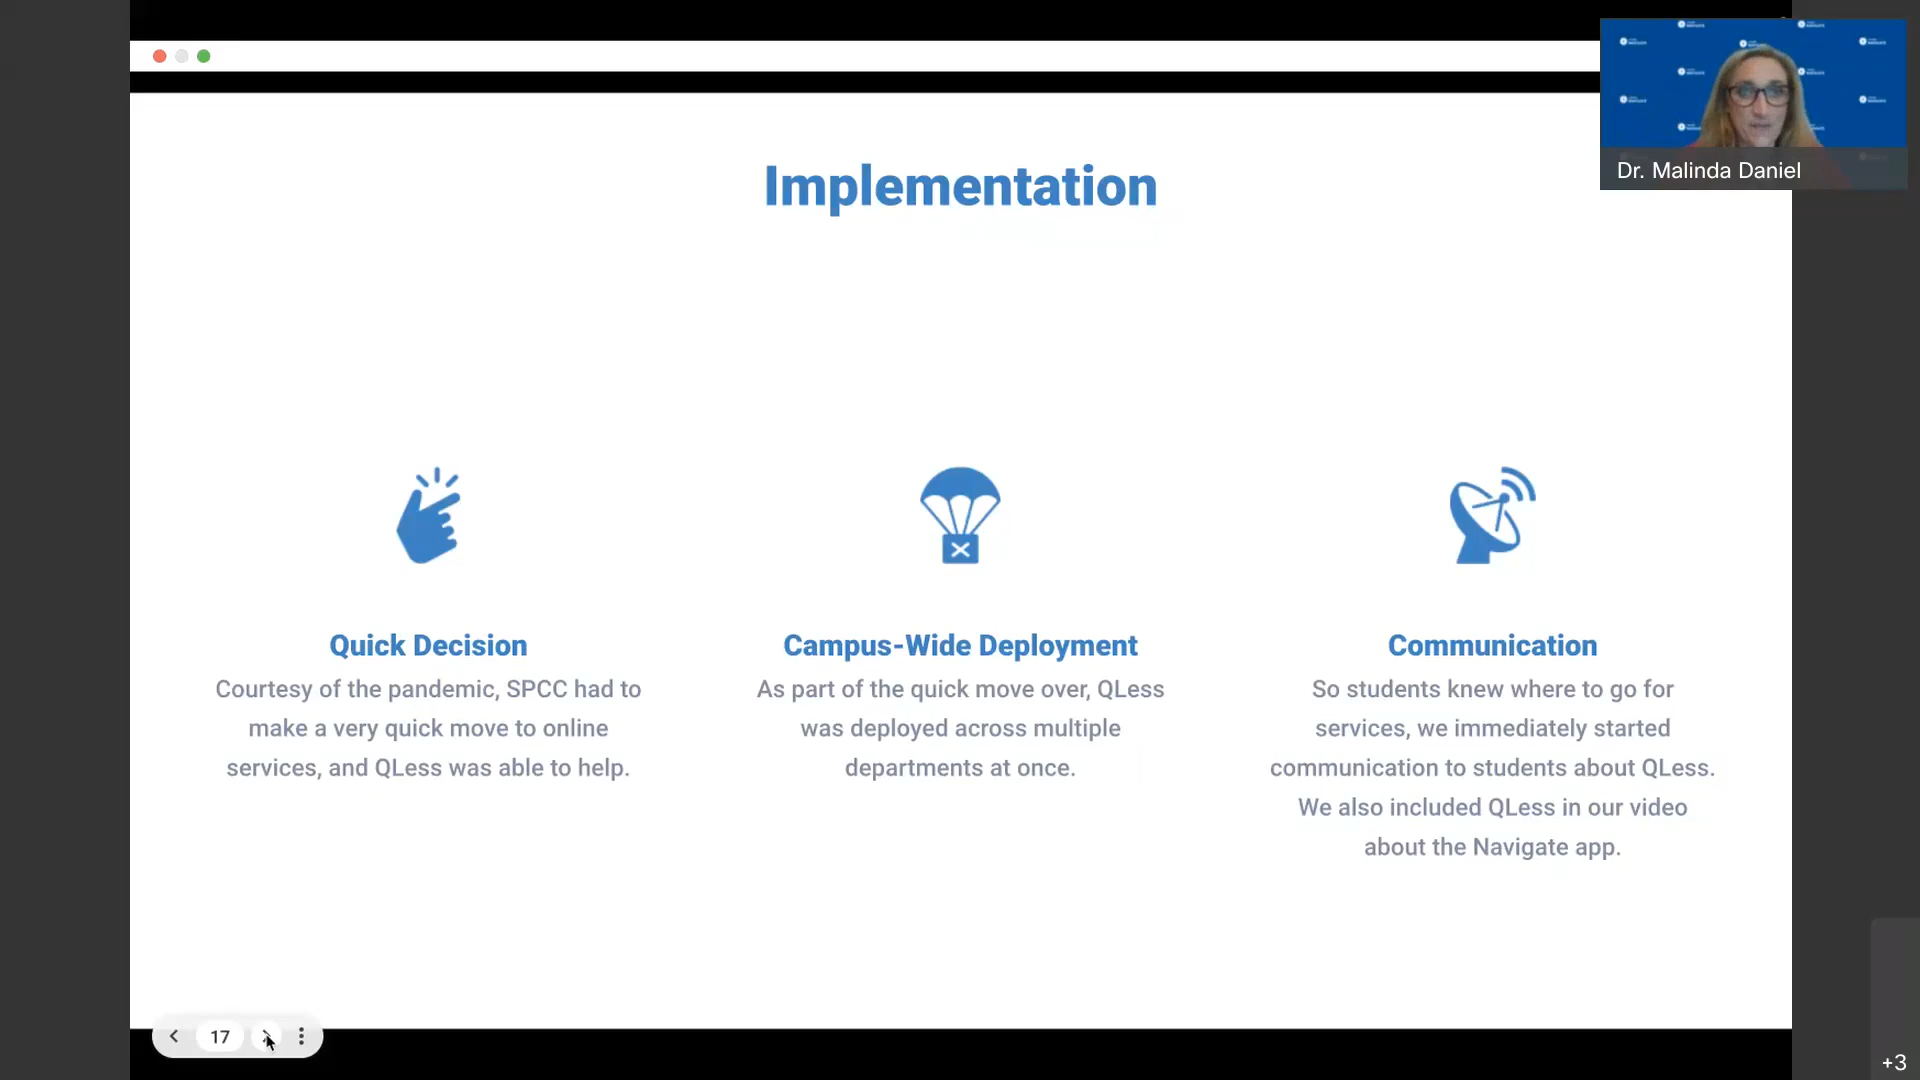 Dr. Malinda Daniel
Implementation
Quick Decision
Courtesy of the pandemic, SPCC had to
make a very quick move to online
services, and QLess was able to help.
Campus-Wide Deployment
As part of the quick move over, QLess
was deployed across multiple
departments at once.
Communication
So students knew where to go for
services, we immediately started
communication to students about QLess.
We also included QLess in our video
about the Navigate app.
17
+3